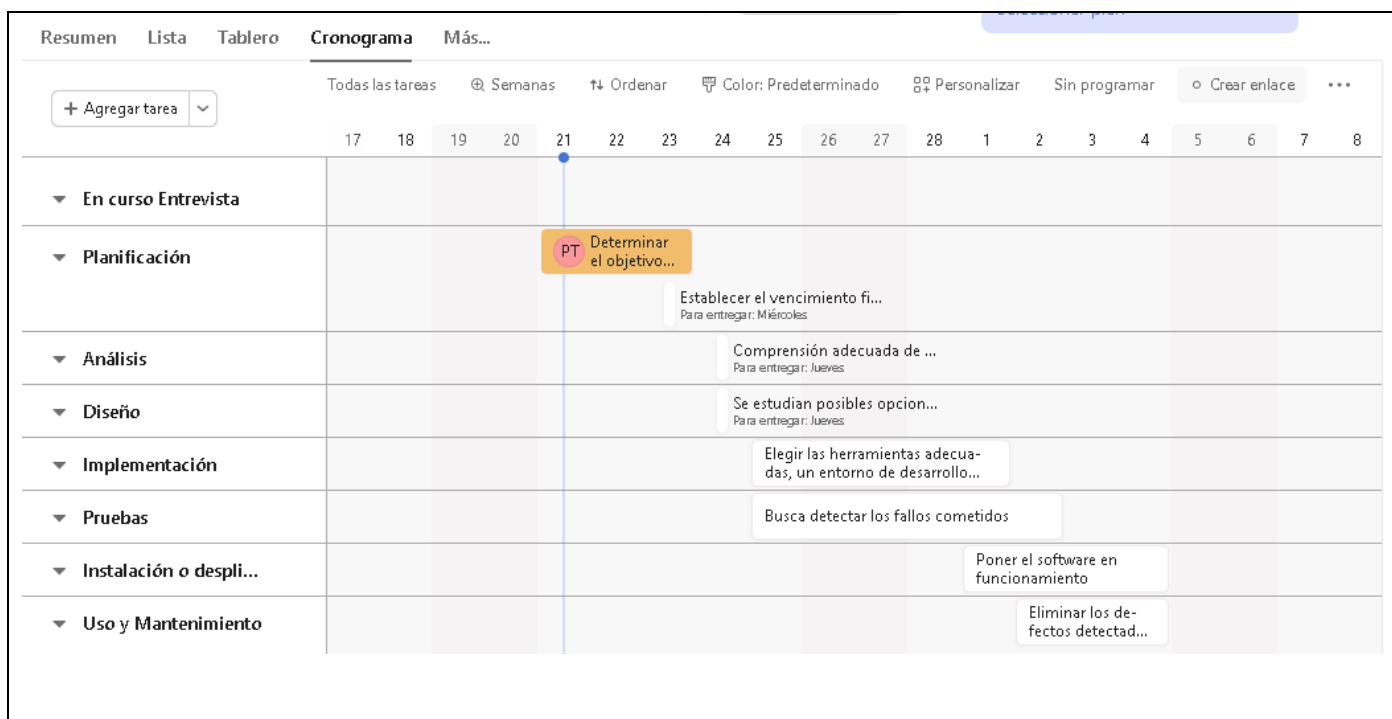 Resumen Lista Tablero Cronograma Más...
Todas las tareas Semanas Ordenar Color: Predeterminado Personalizar Sin programar Crear enlace
+ Agregar tarea
17 18 19 20 21 22 23 24 25 26 27 28 1 2 3 4 5 6 7 8
En curso Entrevista
Planificación
PT
Determinar
el objetivo...
Establecer el vencimiento fi...
Para entregar: Miércoles
Análisis
Comprensión adecuada de ...
Para entregar: Jueves
Diseño
Se estudian posibles opcion...
Para entregar: Jueves
Implementación
Elegir las herramientas adecua-
das, un entorno de desarrollo...
Pruebas
Busca detectar los fallos cometidos
Instalación o despli...
Poner el software en
funcionamiento
Uso y Mantenimiento
Eliminar los de-
fectos detectad...